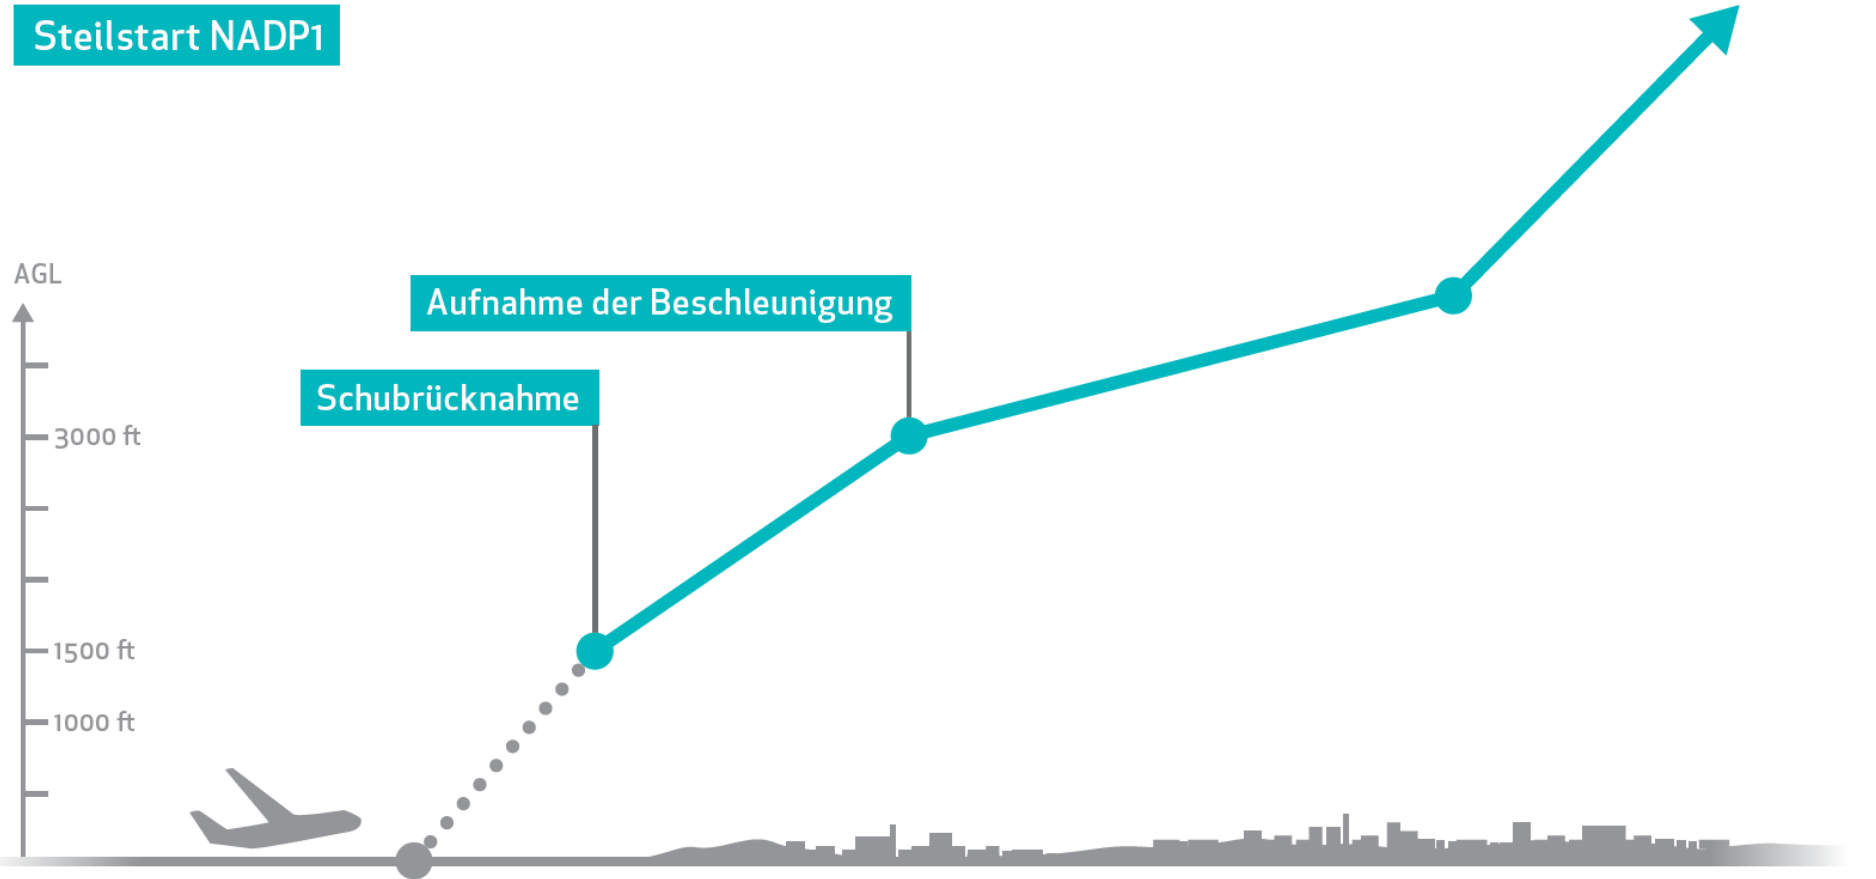 Steilstart NADP1
AGL
Aufnahme der Beschleunigung
Schubrücknahme
3000 ft
1500 ft
1000 ft